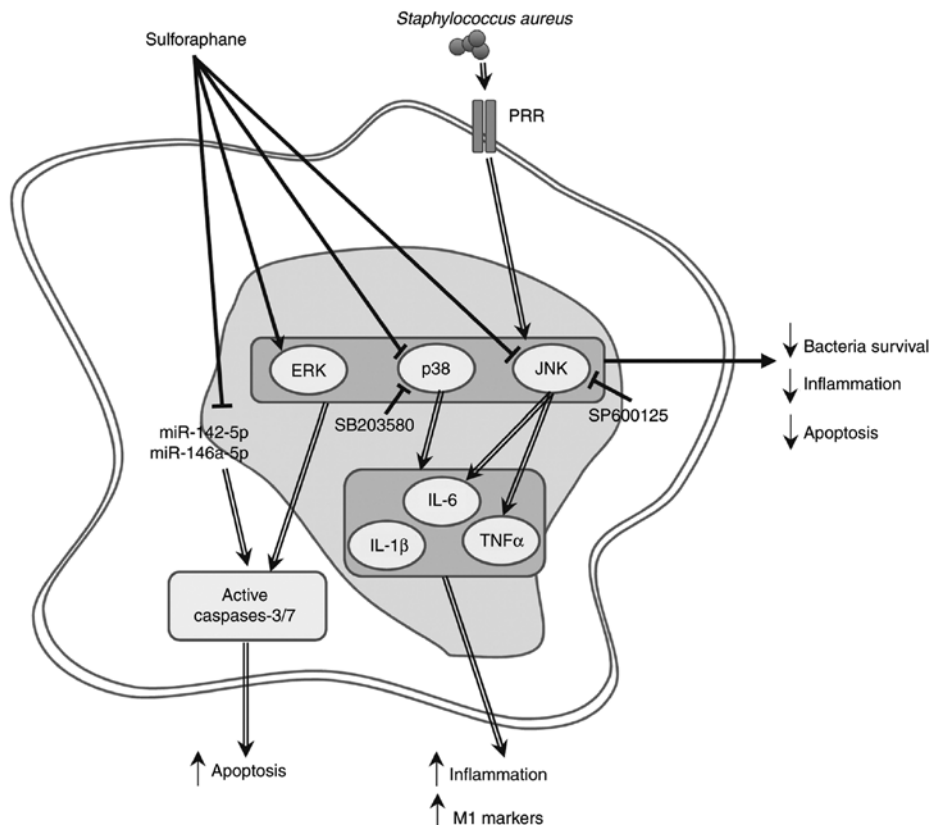 Staphylococcus aureus
Sulforaphane
PRR
ERK
p38
JNK
SB203580
SP600125
Bacteria survival
Inflammation
Apoptosis
miR-142-5p
miR-146a-5p
IL-6
IL-1β
TNFα
Active
caspases-3/7
Apoptosis
Inflammation
M1 markers